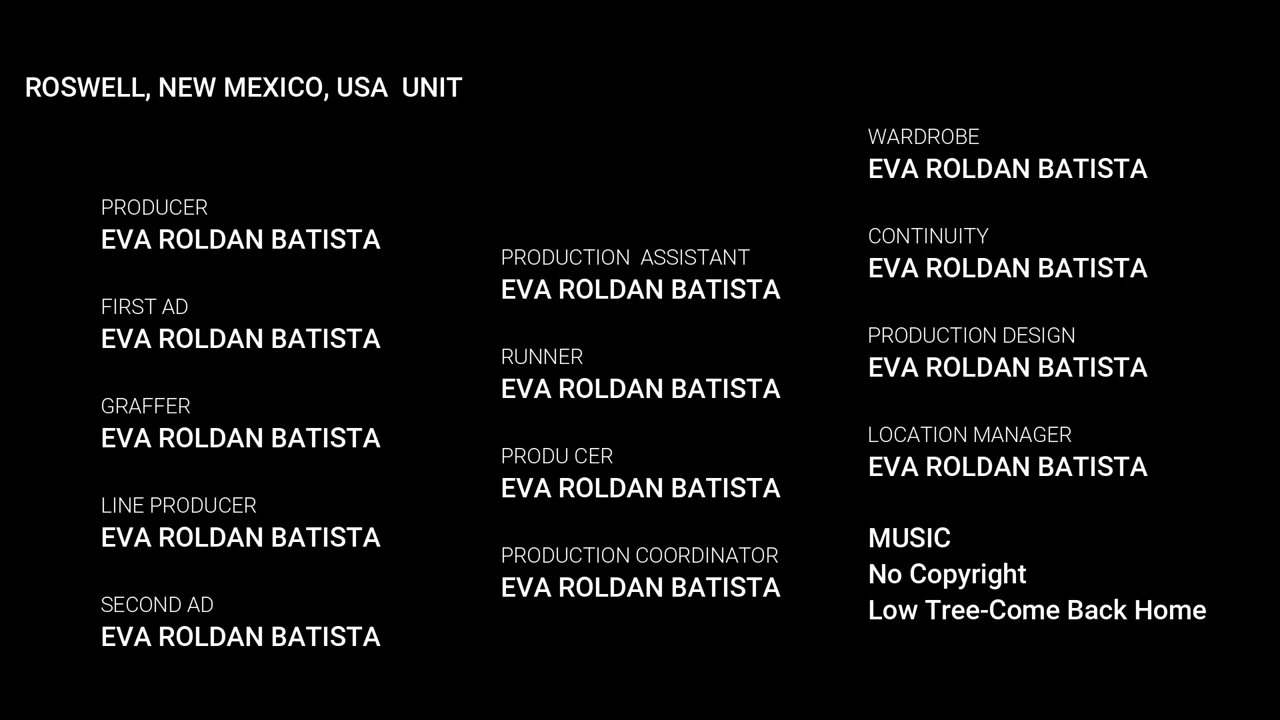 ROSWELL, NEW MEXICO, USA  UNIT
PRODUCER
EVA ROLDAN BATISTA
FIRST AD
EVA ROLDAN BATISTA
GRAFFER
EVA ROLDAN BATISTA
LINE PRODUCER
EVA ROLDAN BATISTA
SECOND AD
EVA ROLDAN BATISTA
PRODUCTION  ASSISTANT
EVA ROLDAN BATISTA
RUNNER
EVA ROLDAN BATISTA
PRODU CER
EVA ROLDAN BATISTA
PRODUCTION COORDINATOR
EVA ROLDAN BATISTA
WARDROBE
EVA ROLDAN BATISTA
CONTINUITY
EVA ROLDAN BATISTA
PRODUCTION DESIGN
EVA ROLDAN BATISTA
LOCATION MANAGER
EVA ROLDAN BATISTA
MUSIC
No Copyright
Low Tree-Come Back Home